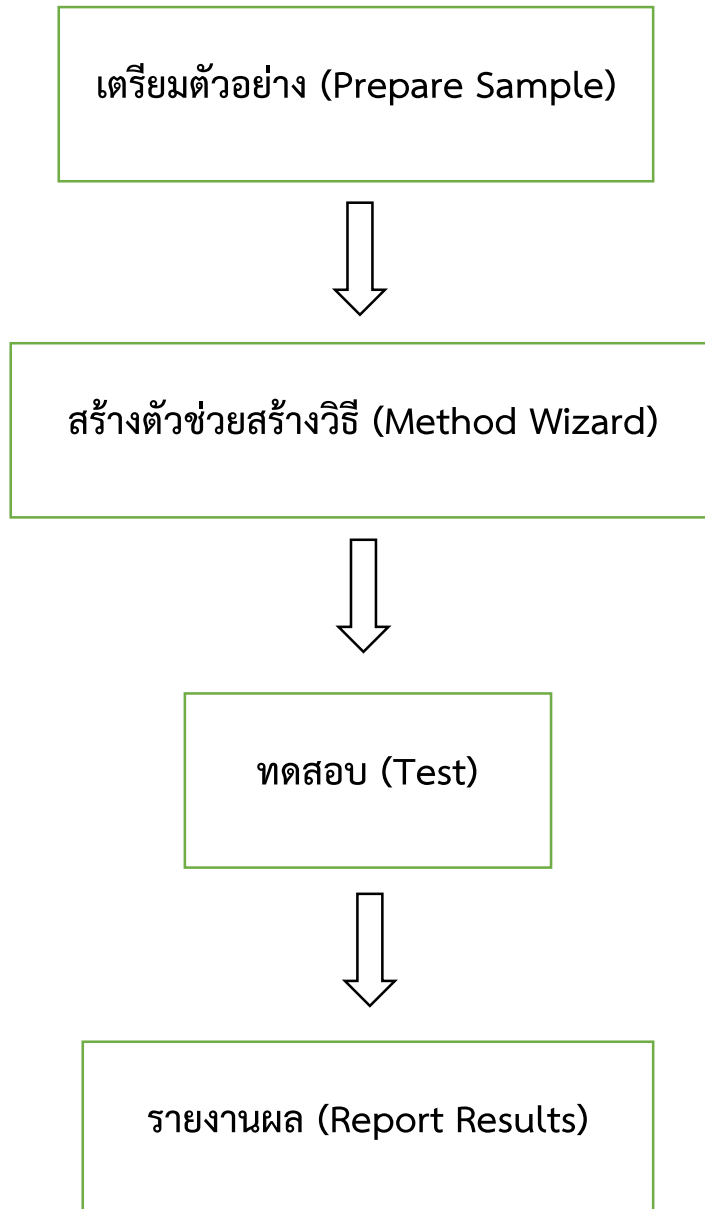 เตรียมตัวอย่าง (Prepare Sample)
สร้างตัวช่วยสร้างวิธี (Method Wizard)
ทดสอบ (Test)
รายงานผล (Report Results)